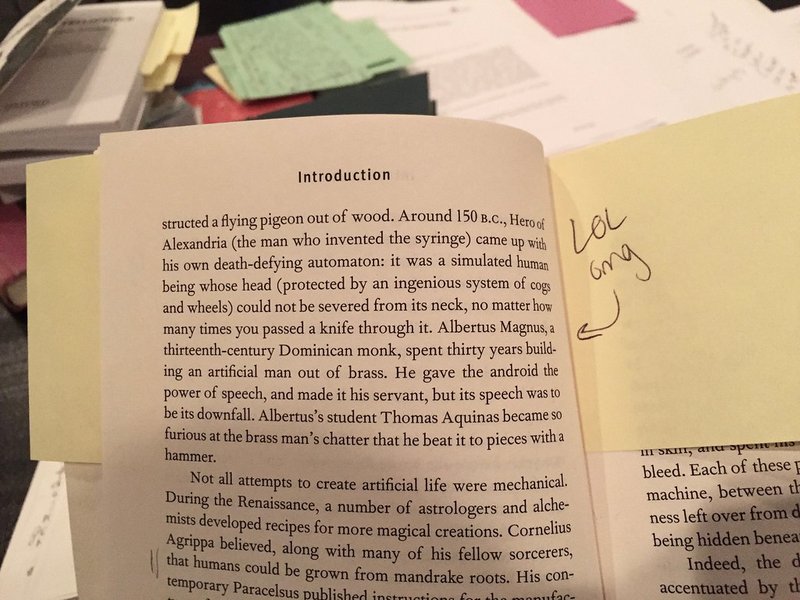 Introduction
structed a flying pigeon out of wood. Around 150 B.C., Hero of
Alexandria (the man who invented the syringe) came up with
his own death-defying automaton: it was a simulated human
being whose head (protected by an ingenious system of cogs
and wheels) could not be severed from its neck, no matter how
many times you passed a knife through it. Albertus Magnus, a
thirteenth-century Dominican monk, spent thirty years build-
ing an artificial man out of brass. He gave the android the
power of speech, and made it his servant, but its speech was to
be its downfall. Albertus's student Thomas Aquinas became so
furious at the brass man's chatter that he beat it to pieces with a
hammer.
Not all attempts to create artificial life were mechanical.
During the Renaissance, a number of astrologers and alche-
mists developed recipes for more magical creations. Cornelius
Agrippa believed, along with many of his fellow sorcerers,
that humans could be grown from mandrake roots. His con-
temporary Paracelsus published instructions for the manufac-
LOL
omg
in skin, and spent his
bleed. Each of these
machine, between
ness left over from
being hidden
Indeed, the
accentuated by